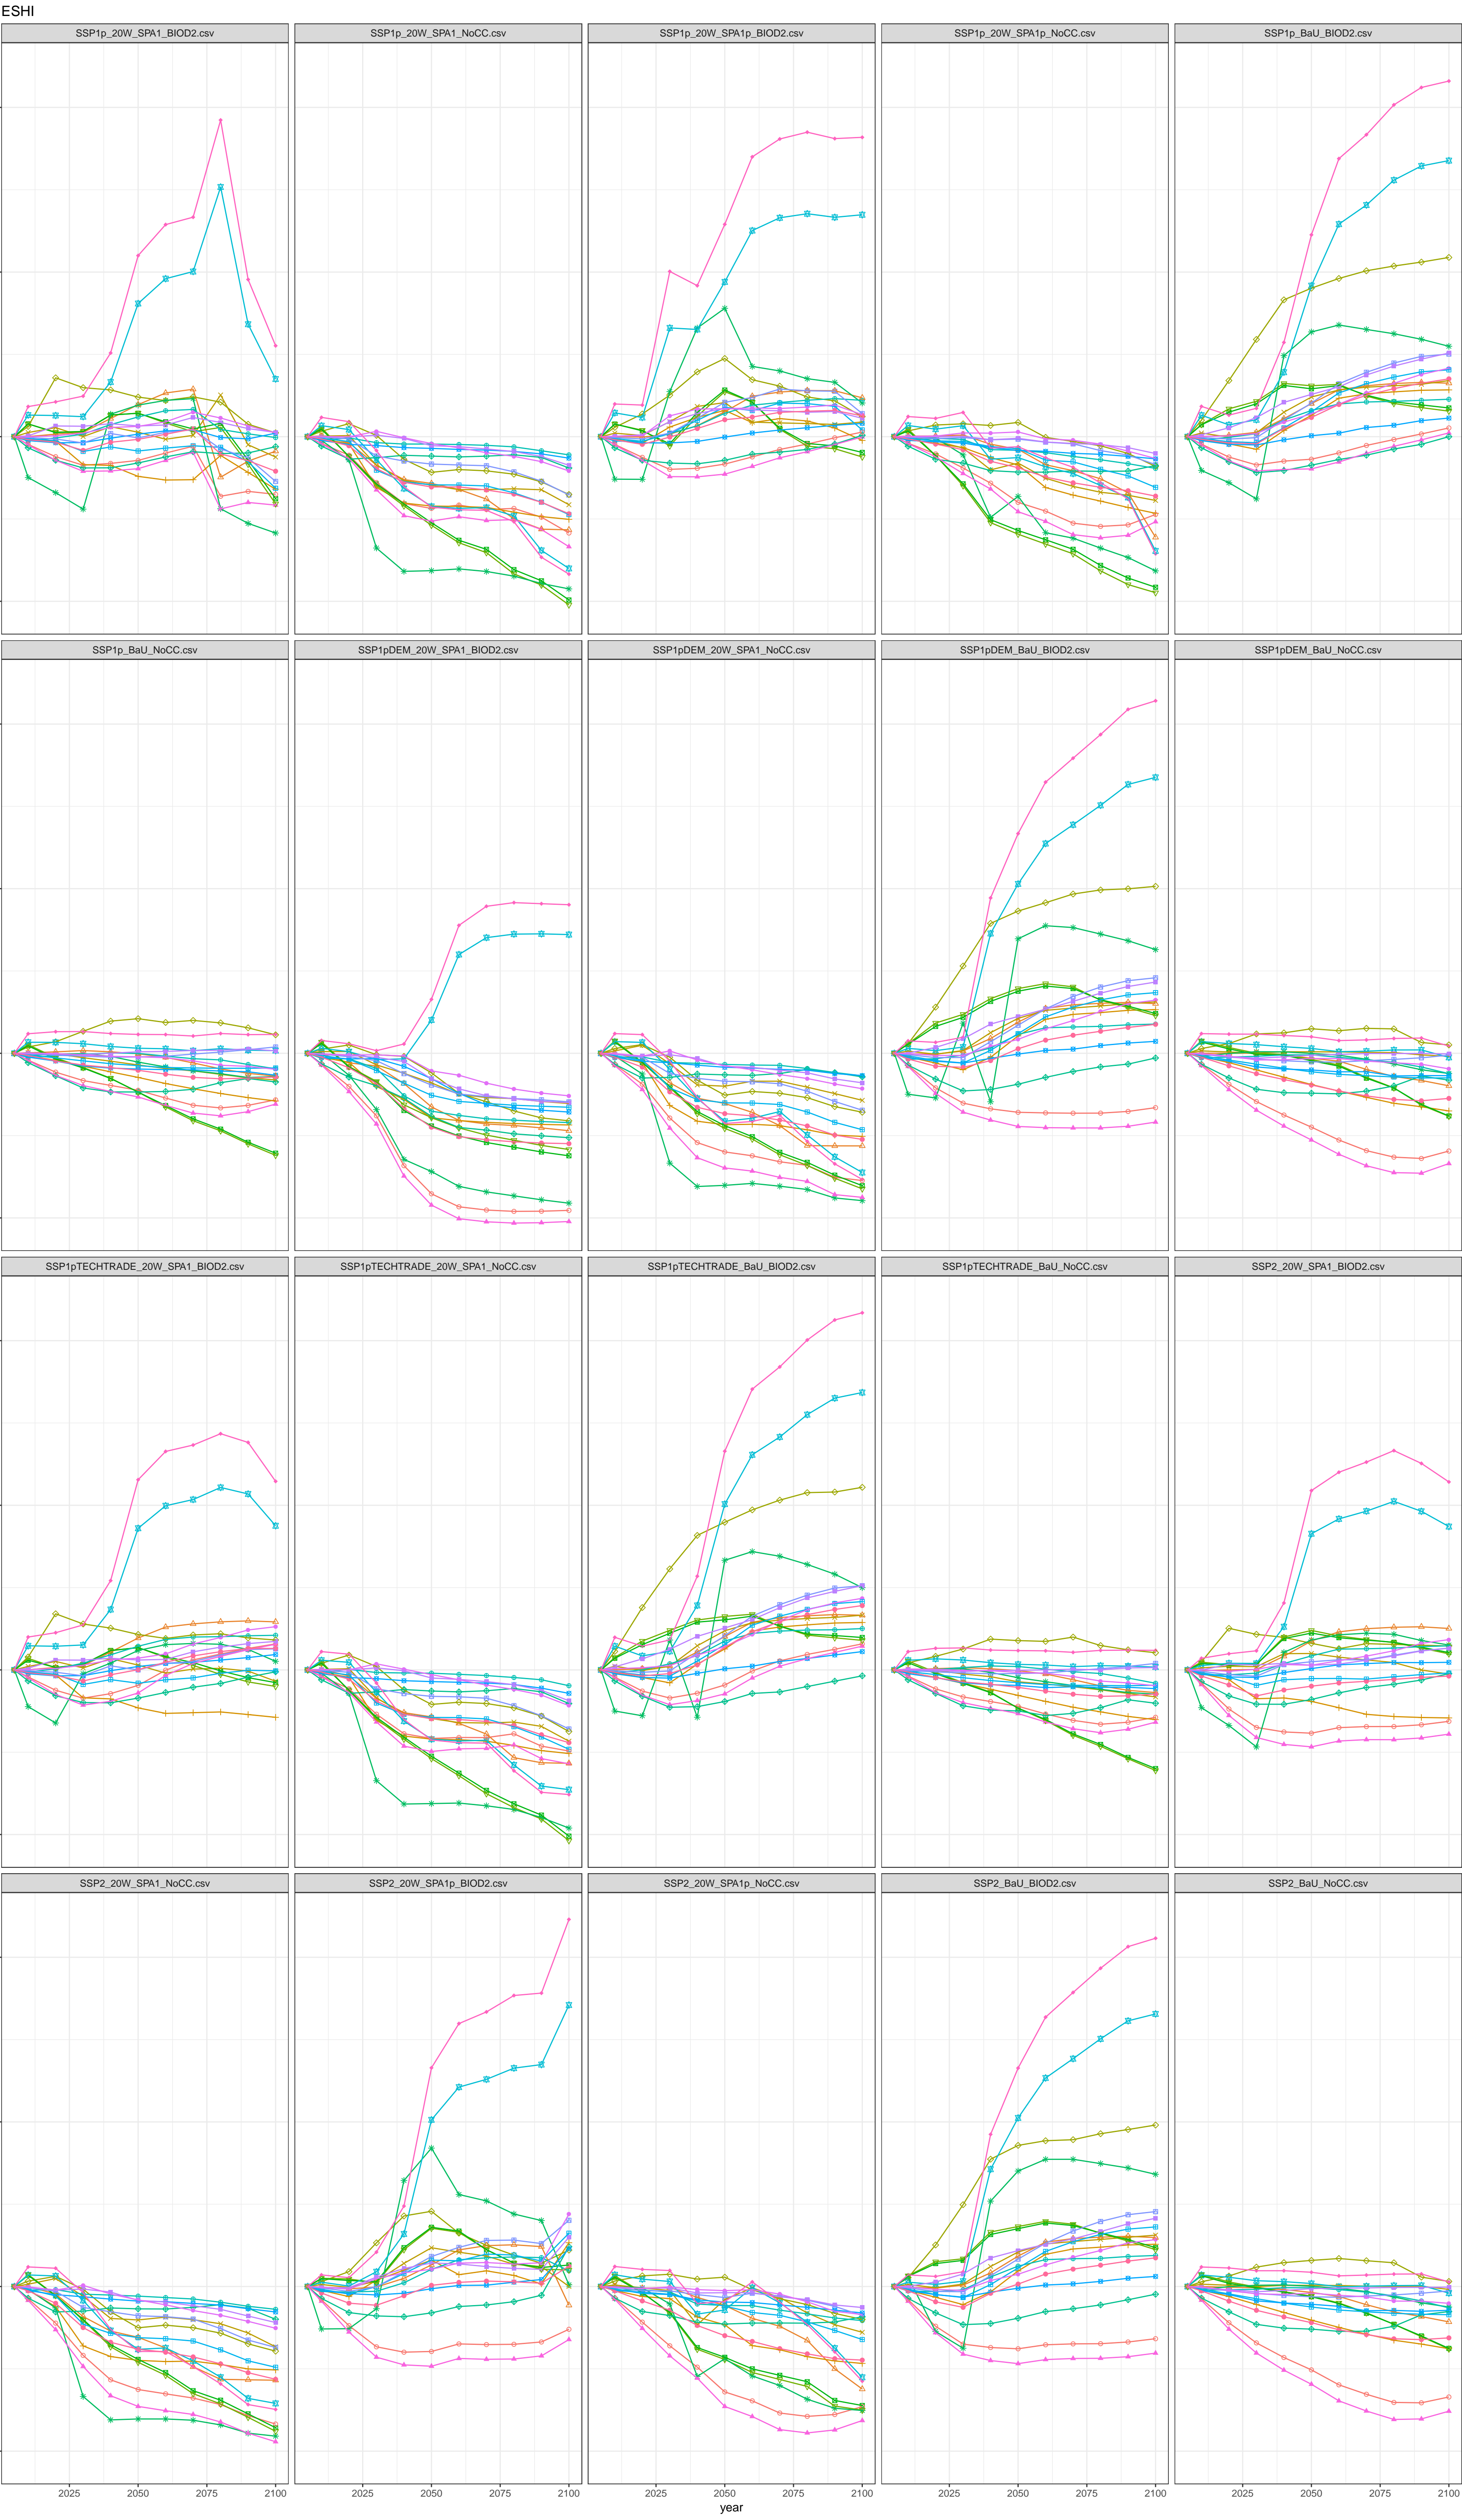 ESHI
SSP1p_20W_SPA1_BIOD2.csv
SSP1p_20W_SPA1_NoCC.csv
SSP1p_20W_SPA1p_BIOD2.csv
SSP1p_20W_SPA1p_NoCC.csv
SSP1p_BaU_BIOD2.csv
SSP1p_BaU_NoCC.csv
SSP1pDEM_20W_SPA1_BIOD2.csv
SSP1pDEM_20W_SPA1_NoCC.csv
SSP1pDEM_BaU_BIOD2.csv
SSP1pDEM_BaU_NoCC.csv
SSP1pTECHTRADE_20W_SPA1_BIOD2.csv
SSP1pTECHTRADE_20W_SPA1_NoCC.csv
SSP1pTECHTRADE_BaU_BIOD2.csv
SSP1pTECHTRADE_BaU_NoCC.csv
SSP2_20W_SPA1_BIOD2.csv
SSP2_20W_SPA1_NoCC.csv
SSP2_20W_SPA1p_BIOD2.csv
SSP2_20W_SPA1p_NoCC.csv
SSP2_BaU_BIOD2.csv
SSP2_BaU_NoCC.csv
2025 2050 2075 2100
2025 2050 2075 2100
2025 2050 2075 2100
2025 2050 2075 2100
2025 2050 2075 2100
year